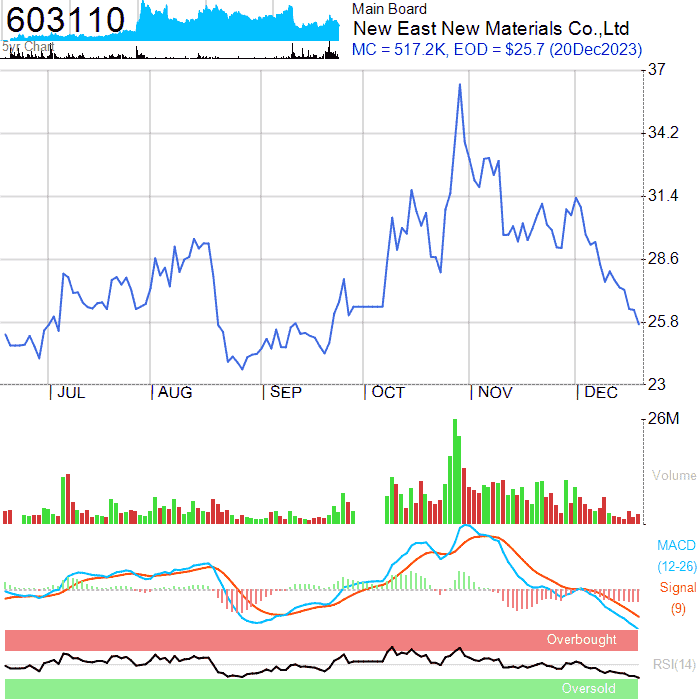 603110
5yr Chart
Main Board
New East New Materials Co.,Ltd
MC = 517.2K, EOD = $25.7 (20Dec2023)
37
34.2
31.4
28.6
25.8
23
JUL AUG SEP OCT NOV DEC
26M
Volume
MACD
(12-26)
Signal
(9)
Overbought
RSI(14)
Oversold